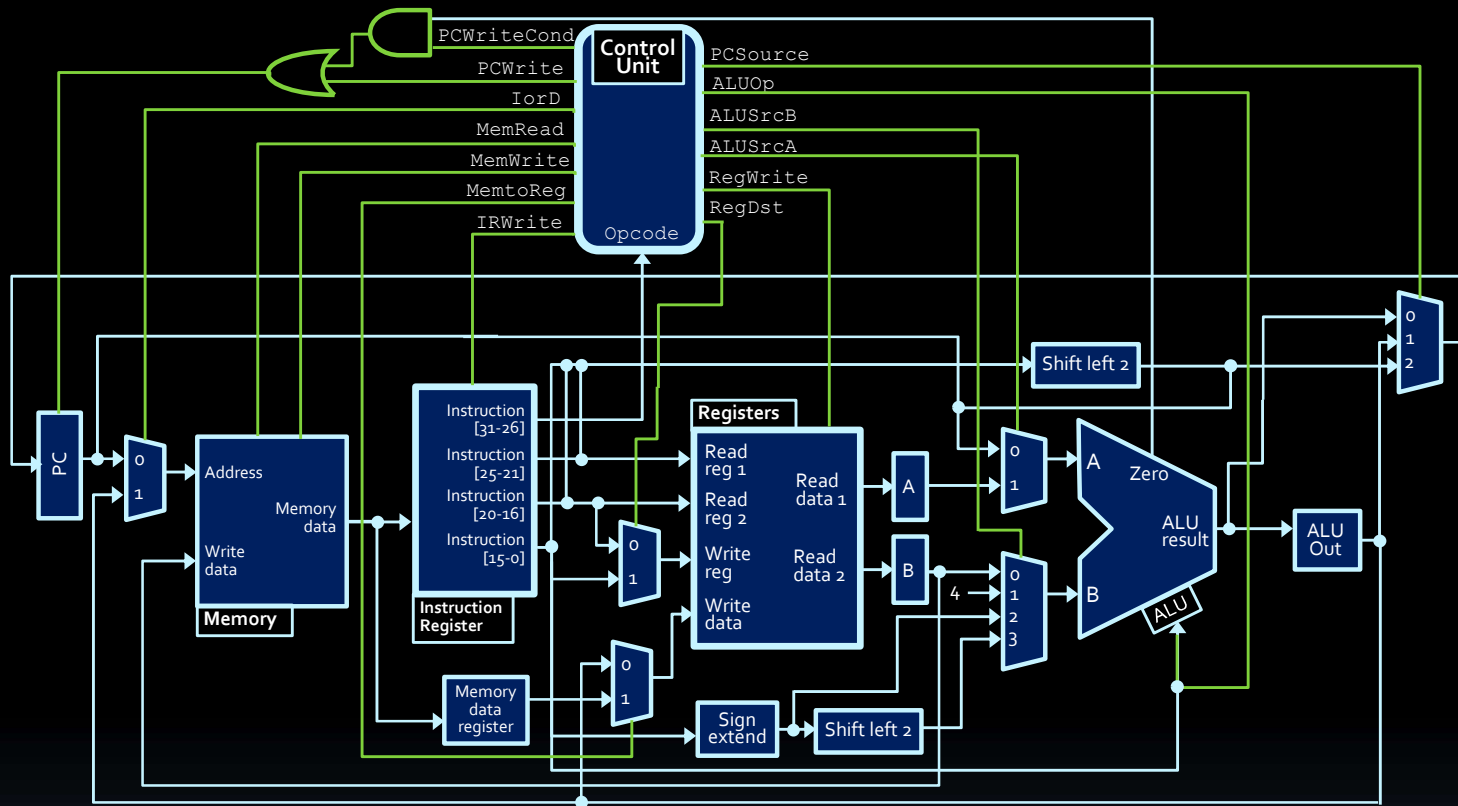 PCWriteCond
PCWrite
IorD
MemRead
MemWrite
MemtoReg
IRWrite
Control
Unit
Opcode
PCSource
ALUOp
ALUSrcB
ALUSrcA
RegWrite
RegDst
0
1
2
Shift left 2
PC
0
1
Address
Memory
data
Write
data
Memory
Instruction
[31-26]
Instruction
[25-21]
Instruction
[20-16]
Instruction
[15-0]
Instruction
Register
0
1
Registers
Read
reg 1
Read
reg 2
Write
reg
Write
data
Read
data 1
Read
data 2
A
B
0
1
4
0
1
2
3
A
B
Zero
ALU
result
ALU
ALU
Out
Memory
data
register
0
1
Sign
extend
Shift left 2